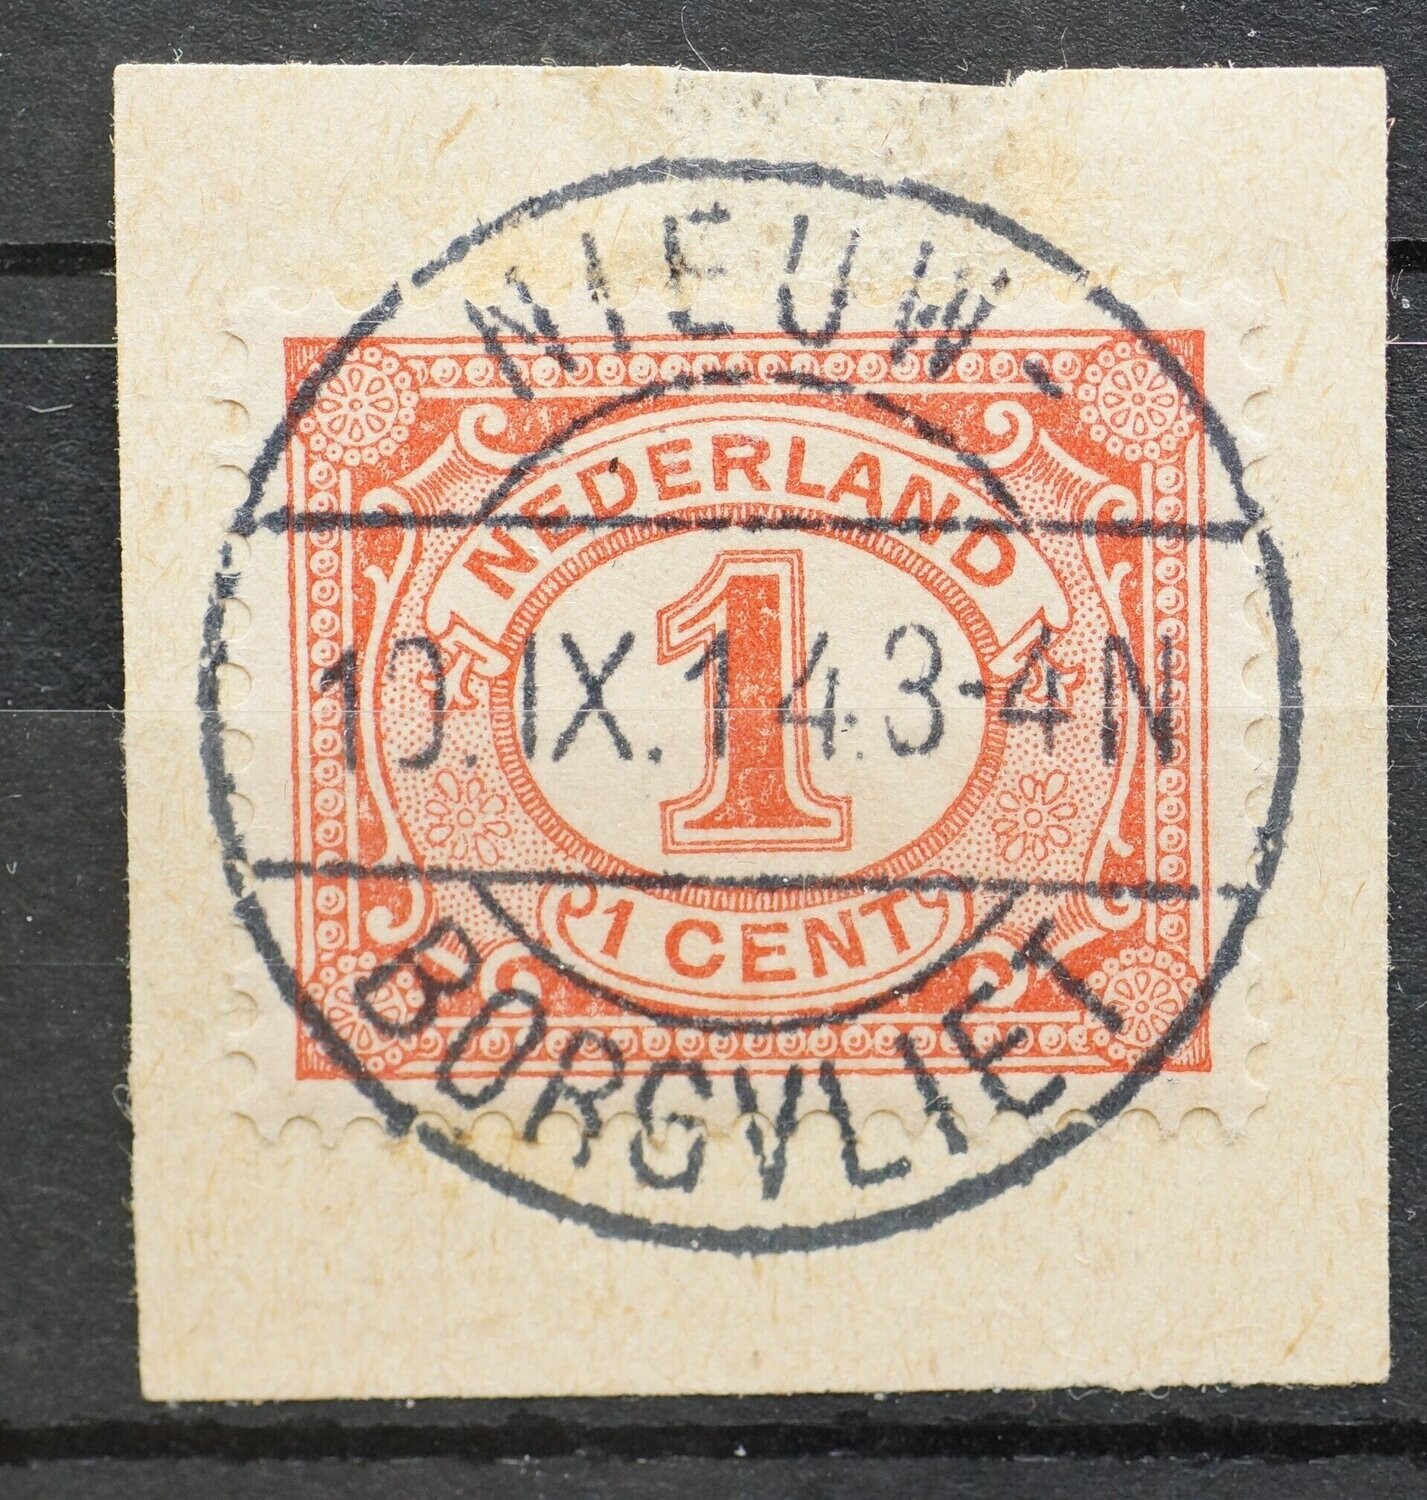 NIEUW.
NEDERLAND
1
10.IX.14.3-4N
1 CENT
BORGVLIET